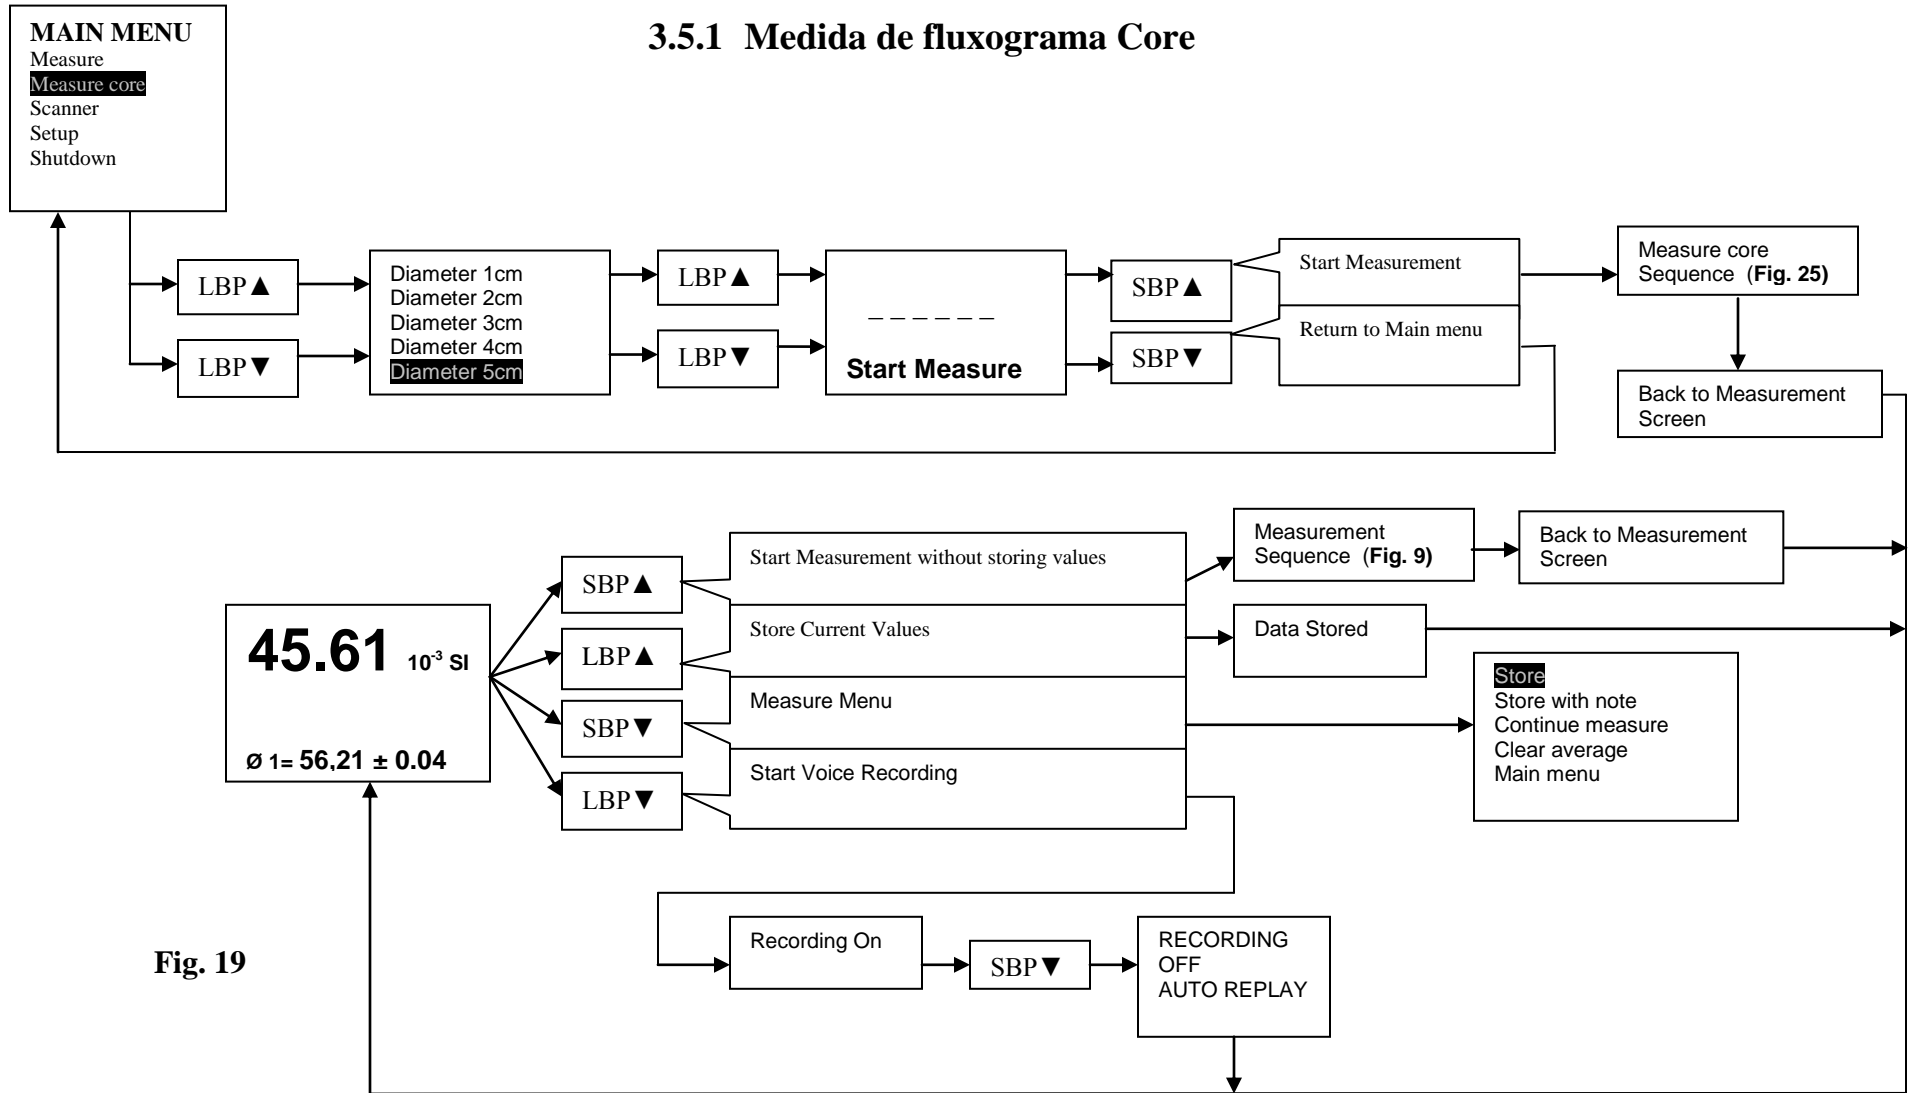 MAIN MENU
Measure
Measure core
Scanner
Setup
Shutdown
3.5.1 Medida de fluxograma Core
LBP▲
LBP▼
Diameter 1cm
Diameter 2cm
Diameter 3cm
Diameter 4cm
Diameter 5cm
LBP▲
LBP▼
_ _ _ _ _ _
Start Measure
SBP▲
SBP▼
Start Measurement
Return to Main menu
Measure core
Sequence (Fig. 25)
Back to Measurement
Screen
45.61 10⁻³ SI
Ø 1= 56,21 ± 0.04
SBP▲
LBP▲
SBP▼
LBP▼
Start Measurement without storing values
Store Current Values
Measure Menu
Start Voice Recording
Measurement
Sequence (Fig. 9)
Back to Measurement
Screen
Data Stored
Store
Store with note
Continue measure
Clear average
Main menu
Recording On
SBP▼
RECORDING
OFF
AUTO REPLAY
Fig. 19